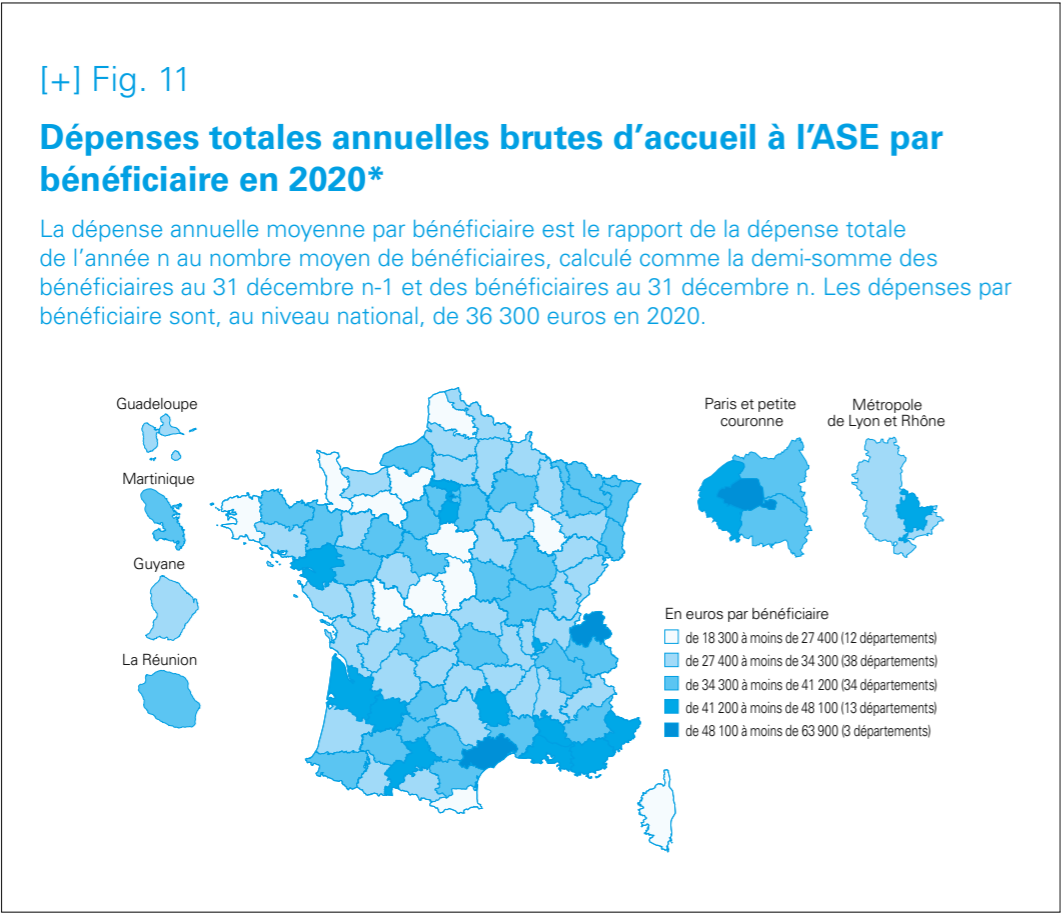 [+] Fig. 11
Dépenses totales annuelles brutes d’accueil à l’ASE par
bénéficiaire en 2020*
La dépense annuelle moyenne par bénéficiaire est le rapport de la dépense totale
de l’année n au nombre moyen de bénéficiaires, calculé comme la demi-somme des
bénéficiaires au 31 décembre n-1 et des bénéficiaires au 31 décembre n. Les dépenses par
bénéficiaire sont, au niveau national, de 36 300 euros en 2020.
Guadeloupe
Martinique
Guyane
La Réunion
Paris et petite
couronne
Métropole
de Lyon et Rhône
En euros par bénéficiaire
de 18 300 à moins de 27 400 (12 départements)
de 27 400 à moins de 34 300 (38 départements)
de 34 300 à moins de 41 200 (34 départements)
de 41 200 à moins de 48 100 (13 départements)
de 48 100 à moins de 63 900 (3 départements)